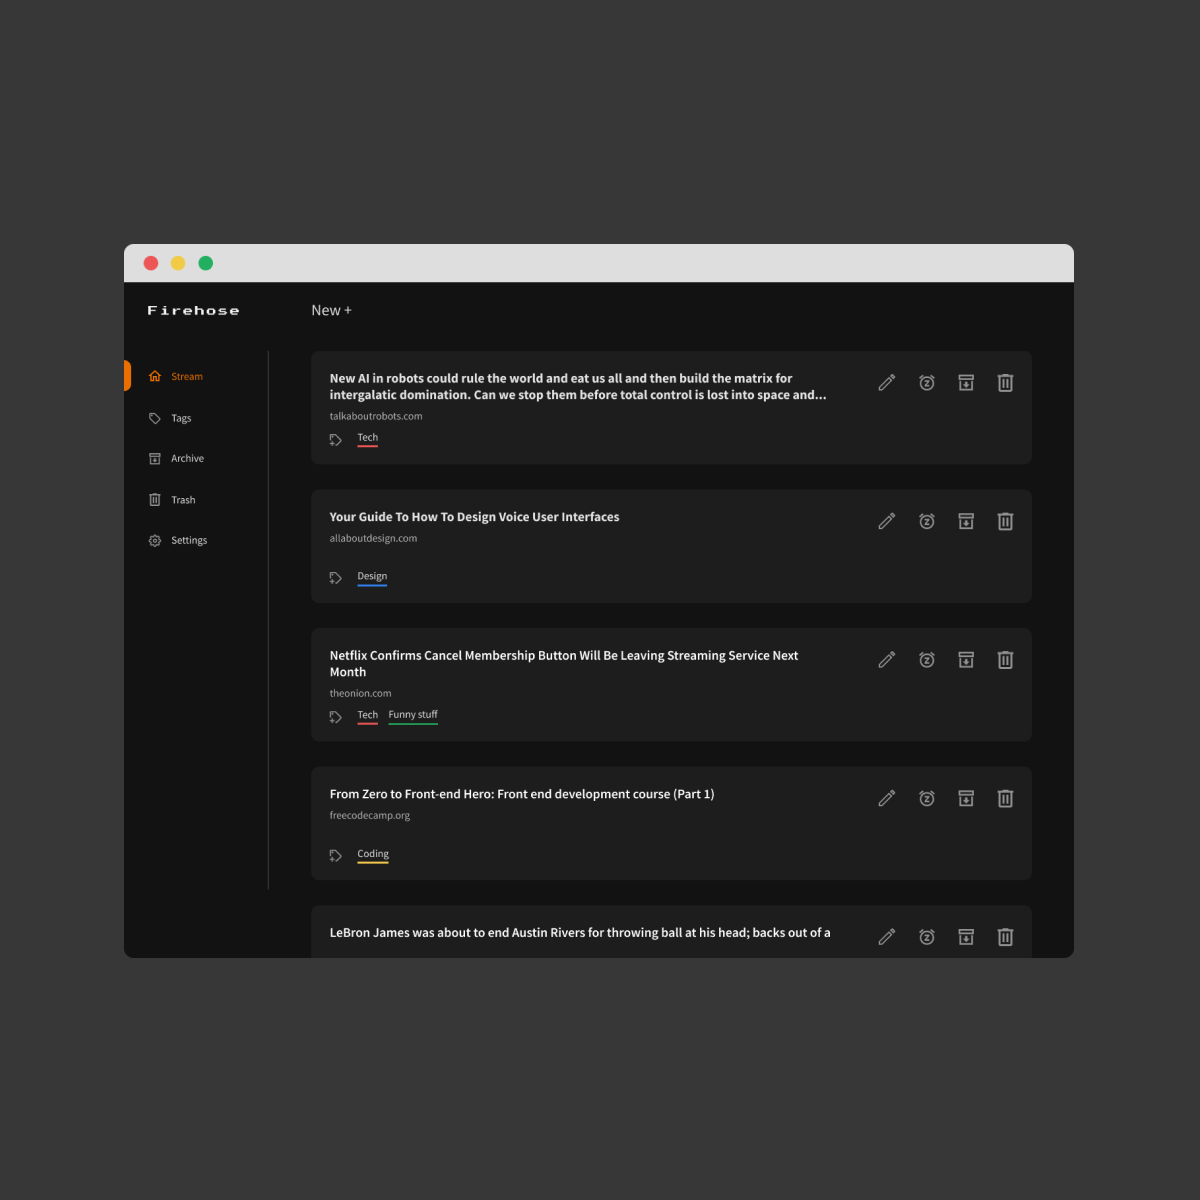 Firehose
New +
Stream
Tags
Archive
Trash
Settings
New AI in robots could rule the world and eat us all and then build the matrix for
intergalatic domination. Can we stop them before total control is lost into space and...
talkaboutrobots.com
Tech
Your Guide To How To Design Voice User Interfaces
allaboutdesign.com
Design
Netflix Confirms Cancel Membership Button Will Be Leaving Streaming Service Next
Month
theonion.com
Tech Funny stuff
From Zero to Front-end Hero: Front end development course (Part 1)
freecodecamp.org
Coding
LeBron James was about to end Austin Rivers for throwing ball at his head; backs out of a